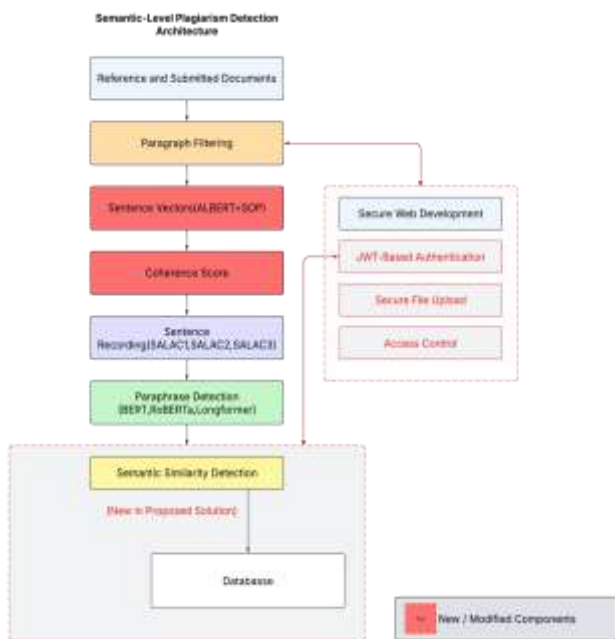 Semantic-Level Plagiarism Detection
Architecture
Reference and Submitted Documents
Paragraph Filtering
Sentence Vectors(ALBERT+SOP)
Coherence Score
Sentence
Recording(SALAC1,SALAC2,SALAC3)
Paraphrase Detection
(BERT,RoBERTa,Longformer)
Semantic Similarity Detection
(New in Proposed Solution)
Databasse
Secure Web Development
JWT-Based Authentication
Secure File Upload
Access Control
New / Modified Components